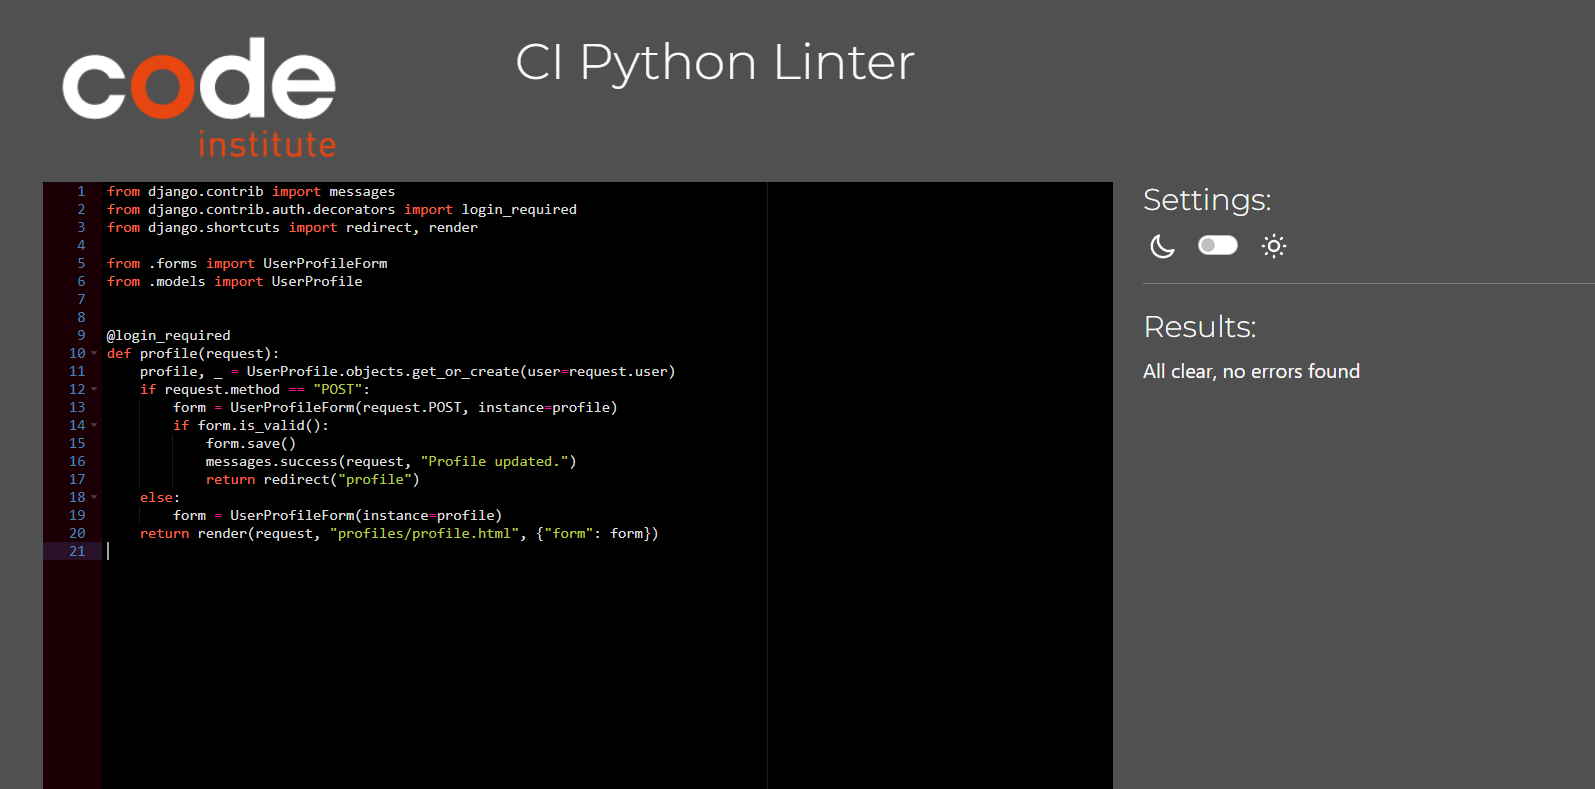 code
institute
CI Python Linter
1 from django.contrib import messages
2 from django.contrib.auth.decorators import login_required
3 from django.shortcuts import redirect, render
4
5 from .forms import UserProfileForm
6 from .models import UserProfile
7
8
9 @login_required
10 def profile(request):
11     profile, _ = UserProfile.objects.get_or_create(user=request.user)
12     if request.method == "POST":
13         form = UserProfileForm(request.POST, instance=profile)
14         if form.is_valid():
15             form.save()
16             messages.success(request, "Profile updated.")
17             return redirect("profile")
18     else:
19         form = UserProfileForm(instance=profile)
20     return render(request, "profiles/profile.html", {"form": form})
21
Settings:
Results:
All clear, no errors found